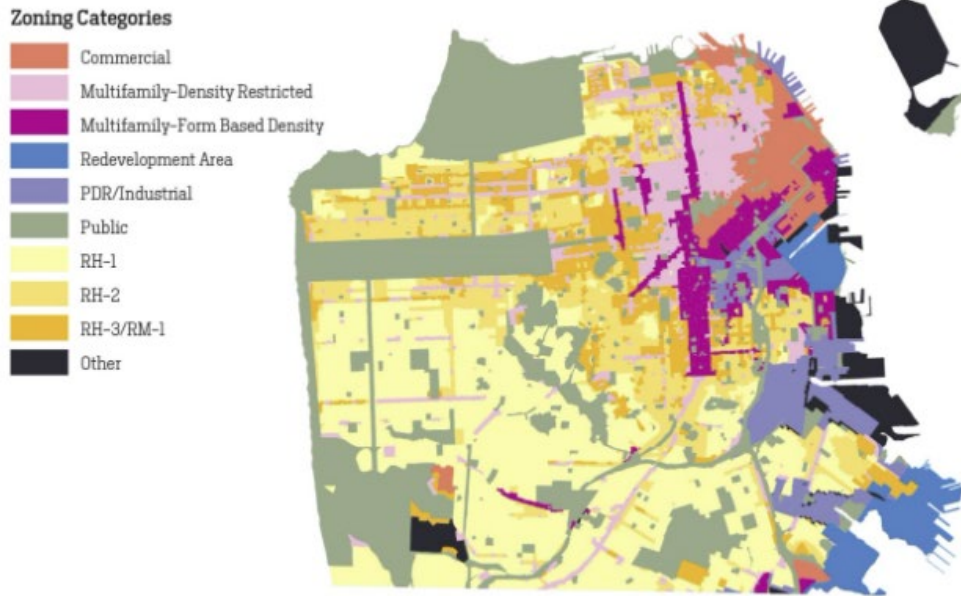 Zoning Categories
Commercial
Multifamily-Density Restricted
Multifamily-Form Based Density
Redevelopment Area
PDR/Industrial
Public
RH-1
RH-2
RH-3/RM-1
Other